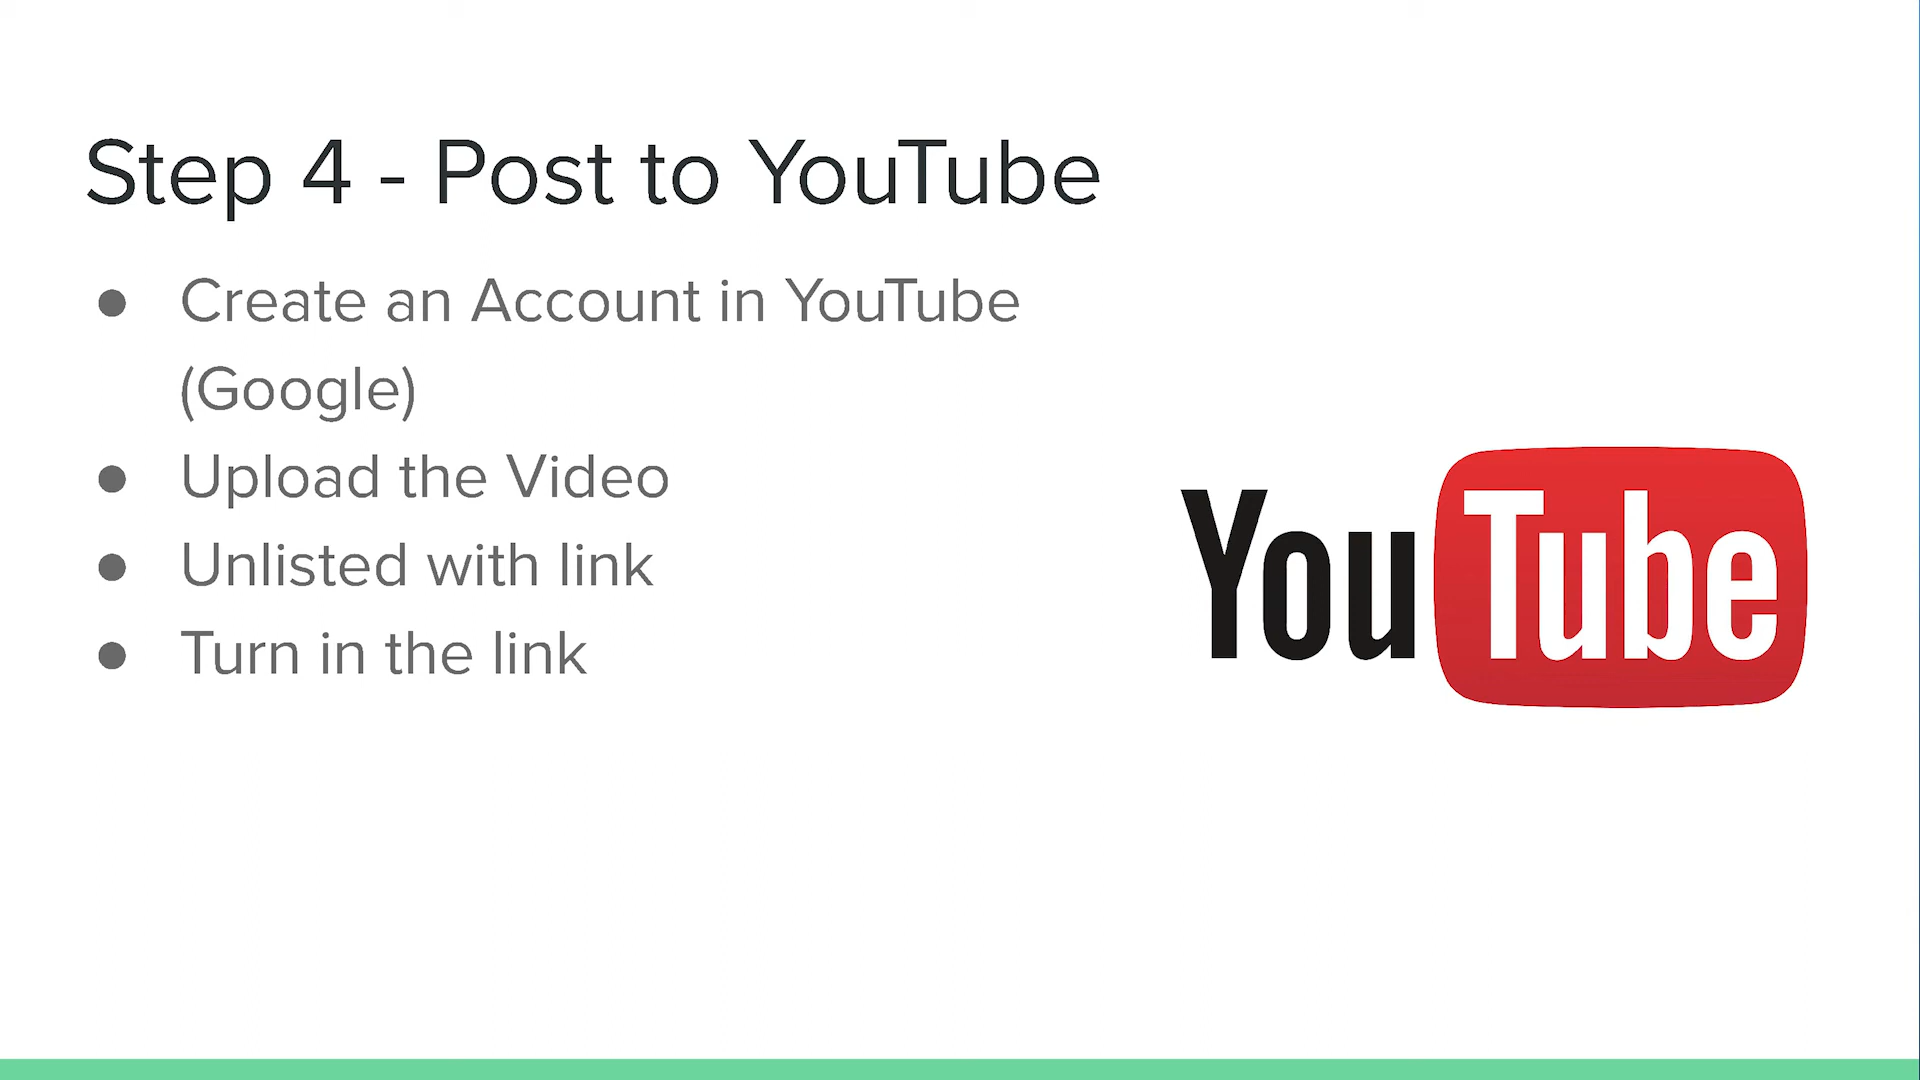 Step 4 - Post to YouTube
● Create an Account in YouTube
(Google)
● Upload the Video
● Unlisted with link
● Turn in the link
YouTube